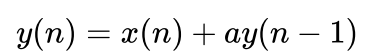 y(n) = x(n) + ay(n − 1)